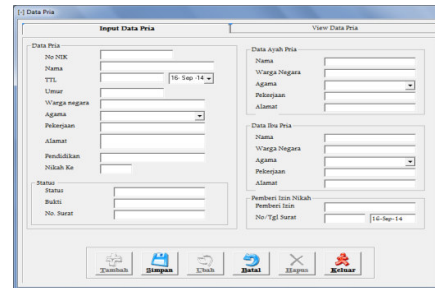 [-] Data Pria
Input Data Pria
View Data Pria
Data Pria
No NIK
Nama
TTL
16- Sep -14
Umur
Warga negara
Agama
Pekerjaan
Alamat
Pendidikan
Nikah Ke
Status
Status
Bukti
No. Surat
Data Ayah Pria
Nama
Warga Negara
Agama
Pekerjaan
Alamat
Data Ibu Pria
Nama
Warga Negara
Agama
Pekerjaan
Alamat
Pemberi Izin Nikah
Pemberi Izin
No/Tgl Surat
16-Sep-14
Tambah
Simpan
Ubah
Batal
Hapus
Keluar